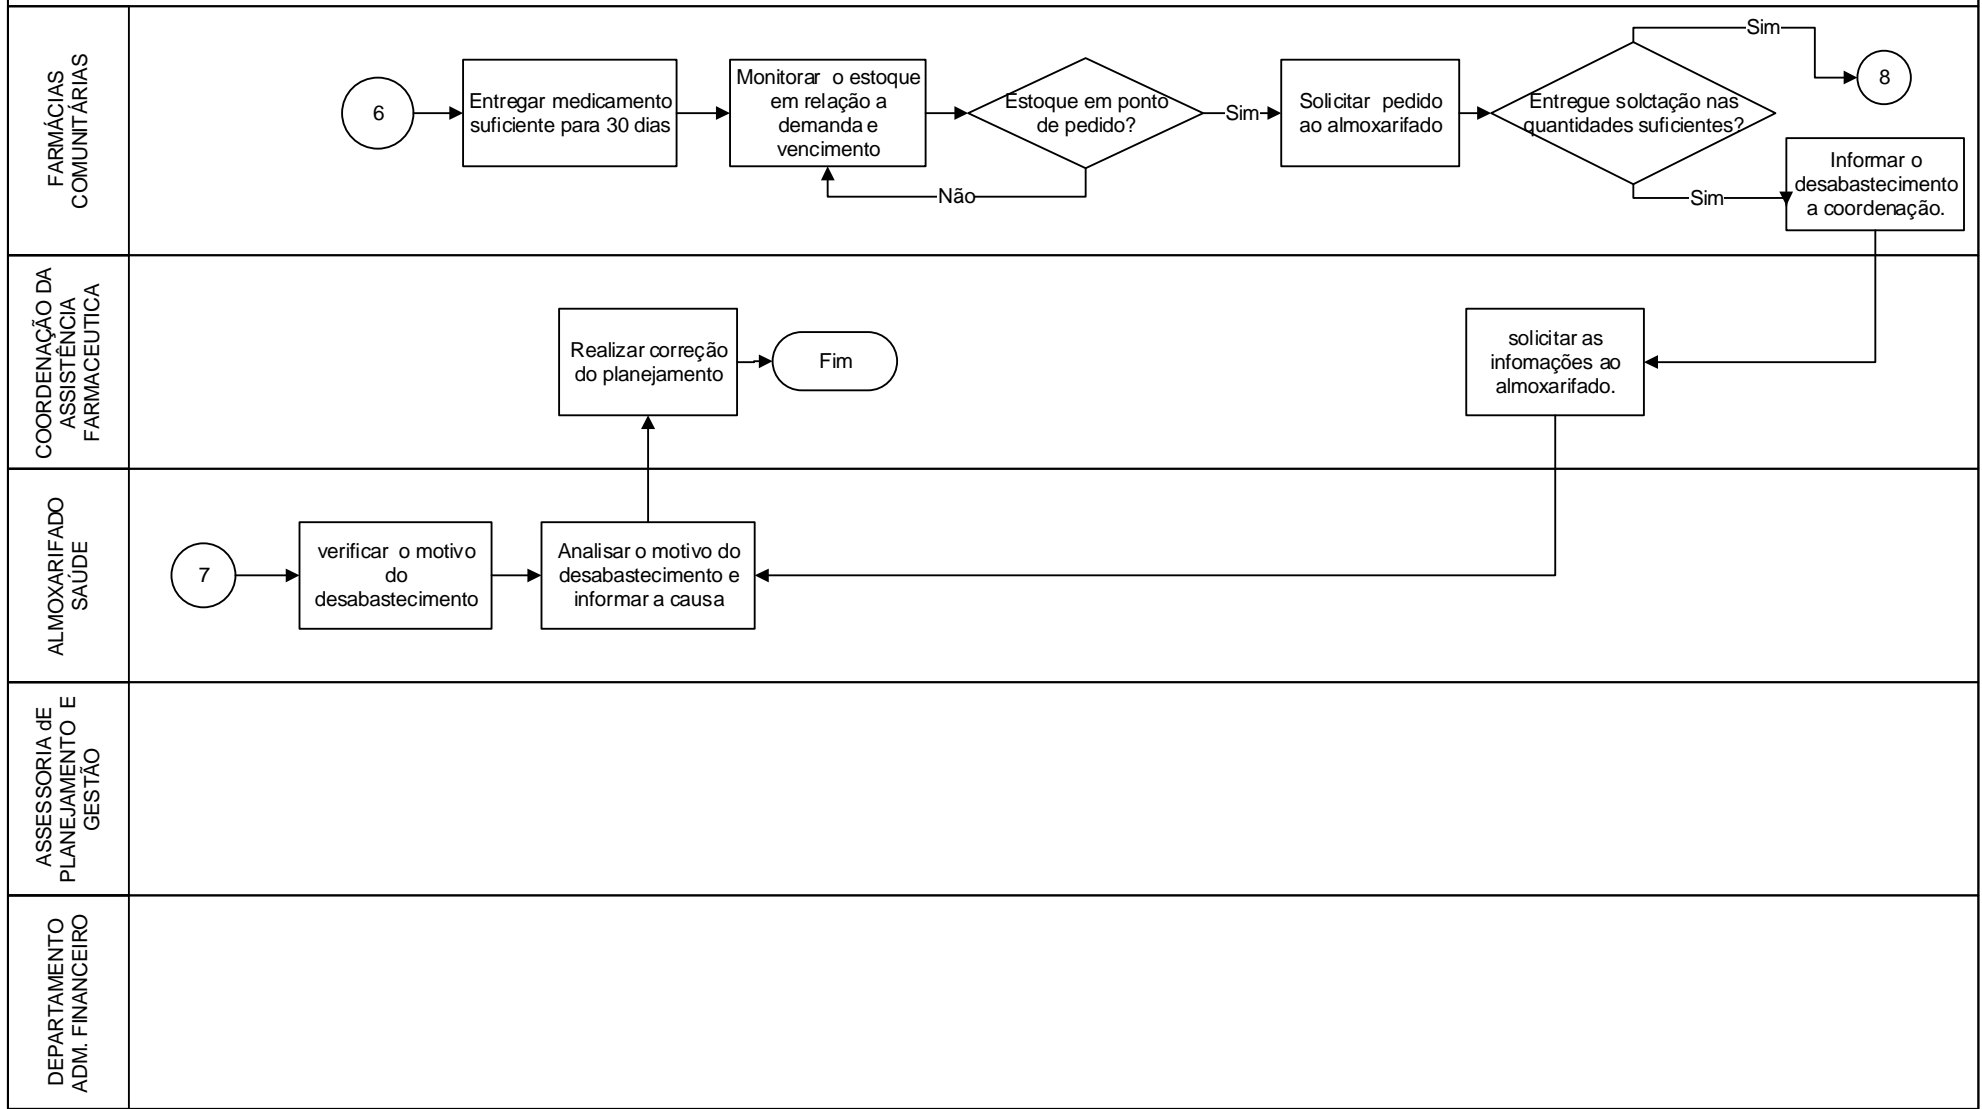 FARMÁCIAS
COMUNITÁRIAS
6
Entregar medicamento
suficiente para 30 dias
Monitorar o estoque
em relação a
demanda e
vencimento
Estoque em ponto
de pedido?
Não
Sim
Solicitar pedido
ao almoxarifado
Entregue solctação nas
quantidades suficientes?
Sim
8
Sim
Informar o
desabastecimento
a coordenação.
COORDENAÇÃO DA
ASSISTÊNCIA
FARMACEUTICA
Realizar correção
do planejamento
Fim
solicitar as
infomações ao
almoxarifado.
ALMOXARIFADO
SAÚDE
7
verificar o motivo
do
desabastecimento
Analisar o motivo do
desabastecimento e
informar a causa
ASSESSORIA dE
PLANEJAMENTO E
GESTÃO
DEPARTAMENTO
ADM. FINANCEIRO